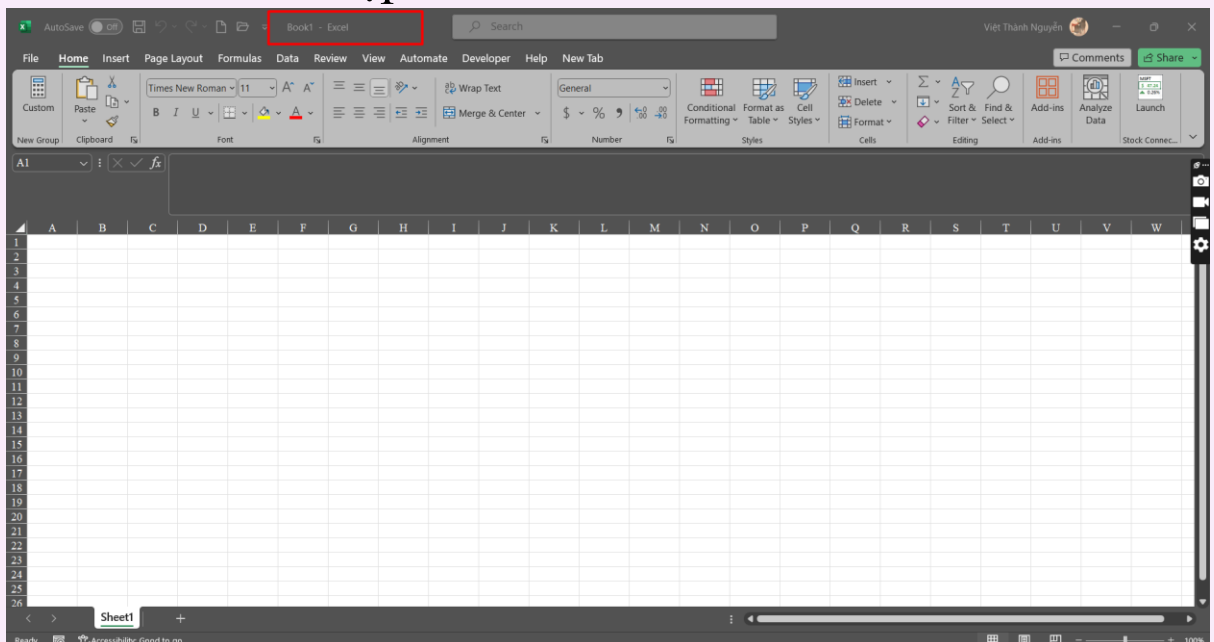 AutoSave Off Book1 - Excel Search Việt Thành Nguyễn
File Home Insert Page Layout Formulas Data Review View Automate Developer Help New Tab Comments Share
Custom
New Group
Paste
Clipboard
Times New Roman 11 A^ A˅
B I U A
Font
ab Wrap Text
Merge & Center
Alignment
General
$ % 9 .00
Number
Conditional Formatting
Format as Table
Cell Styles
Styles
Insert
Delete
Format
Cells
Sort & Filter
Find & Select
Editing
Add-ins
Add-ins
Analyze Data
Launch
Stock Connec...
A1 fx
A B C D E F G H I J K L M N O P Q R S T U V W
1
2
3
4
5
6
7
8
9
10
11
12
13
14
15
16
17
18
19
20
21
22
23
24
25
26
Sheet1 +
Ready Accessibility: Good to go 100%